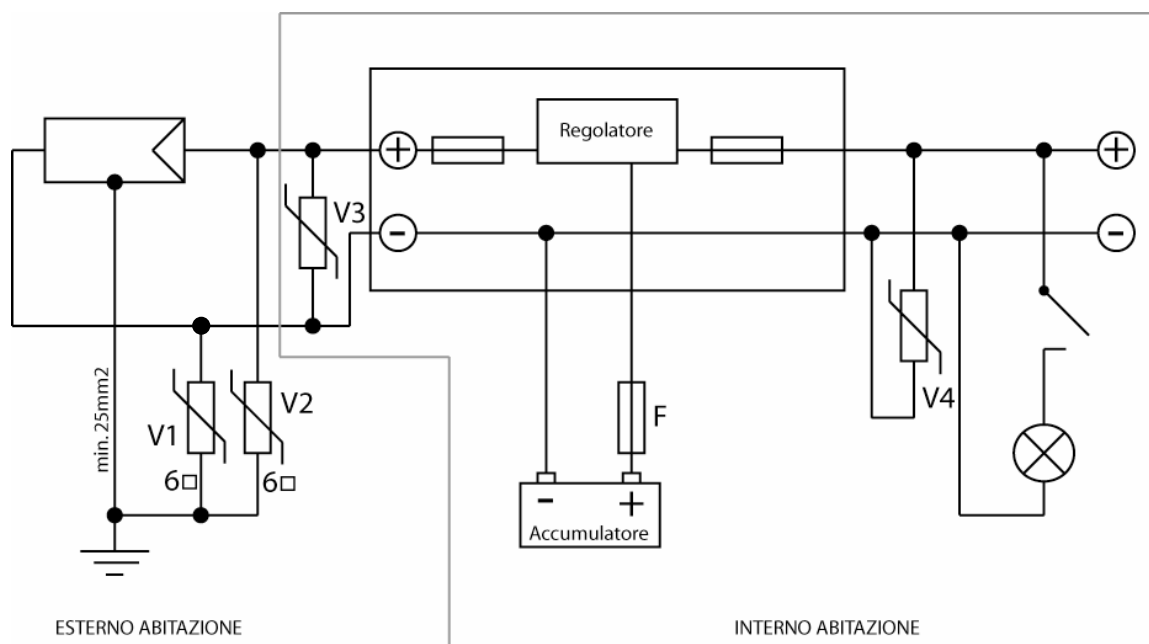 Regolatore
+
+
V3
-
-
V4
V2
V1
min. 25mm2
6□
6□
F
-
+
Accumulatore
ESTERNO ABITAZIONE
INTERNO ABITAZIONE